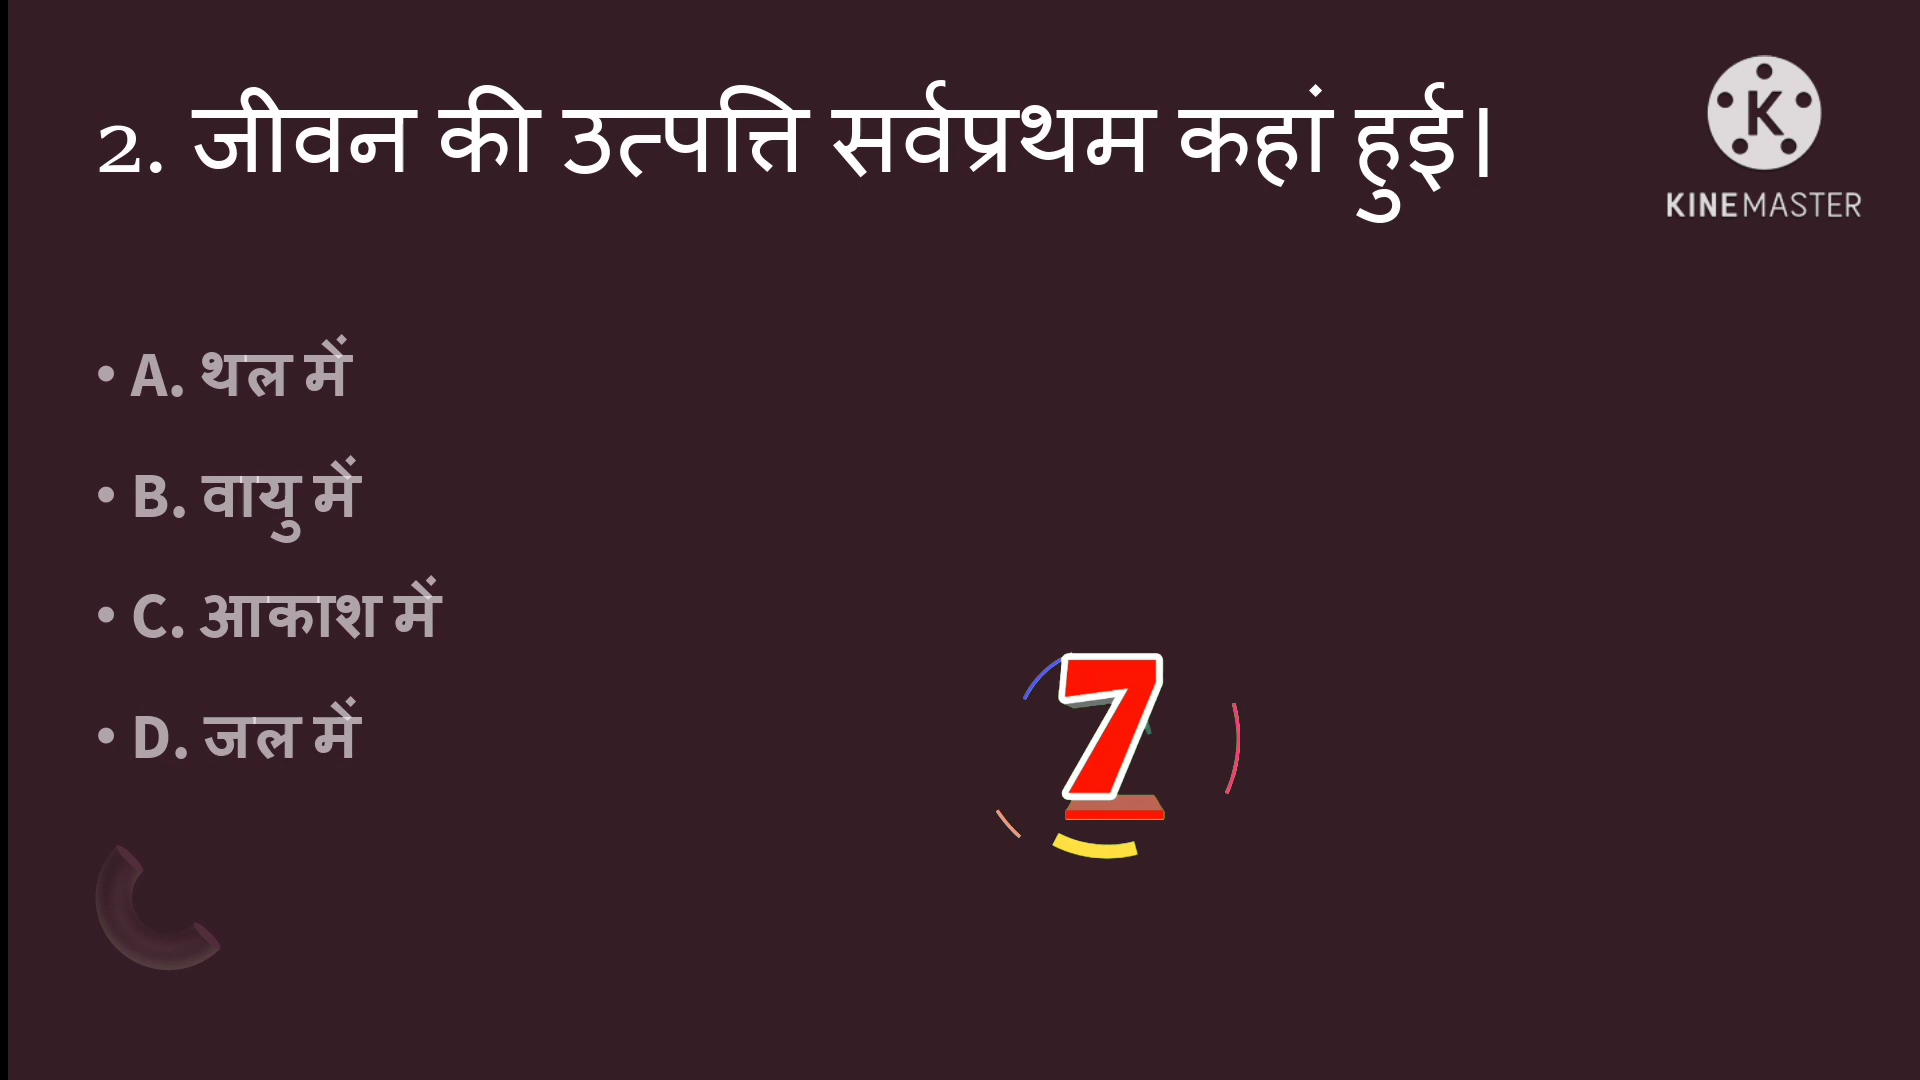 2. जीवन की उत्पत्ति सर्वप्रथम कहां हुई।
K
KINEMASTER
• A. थल में
• B. वायु में
• C. आकाश में
• D. जल में
7